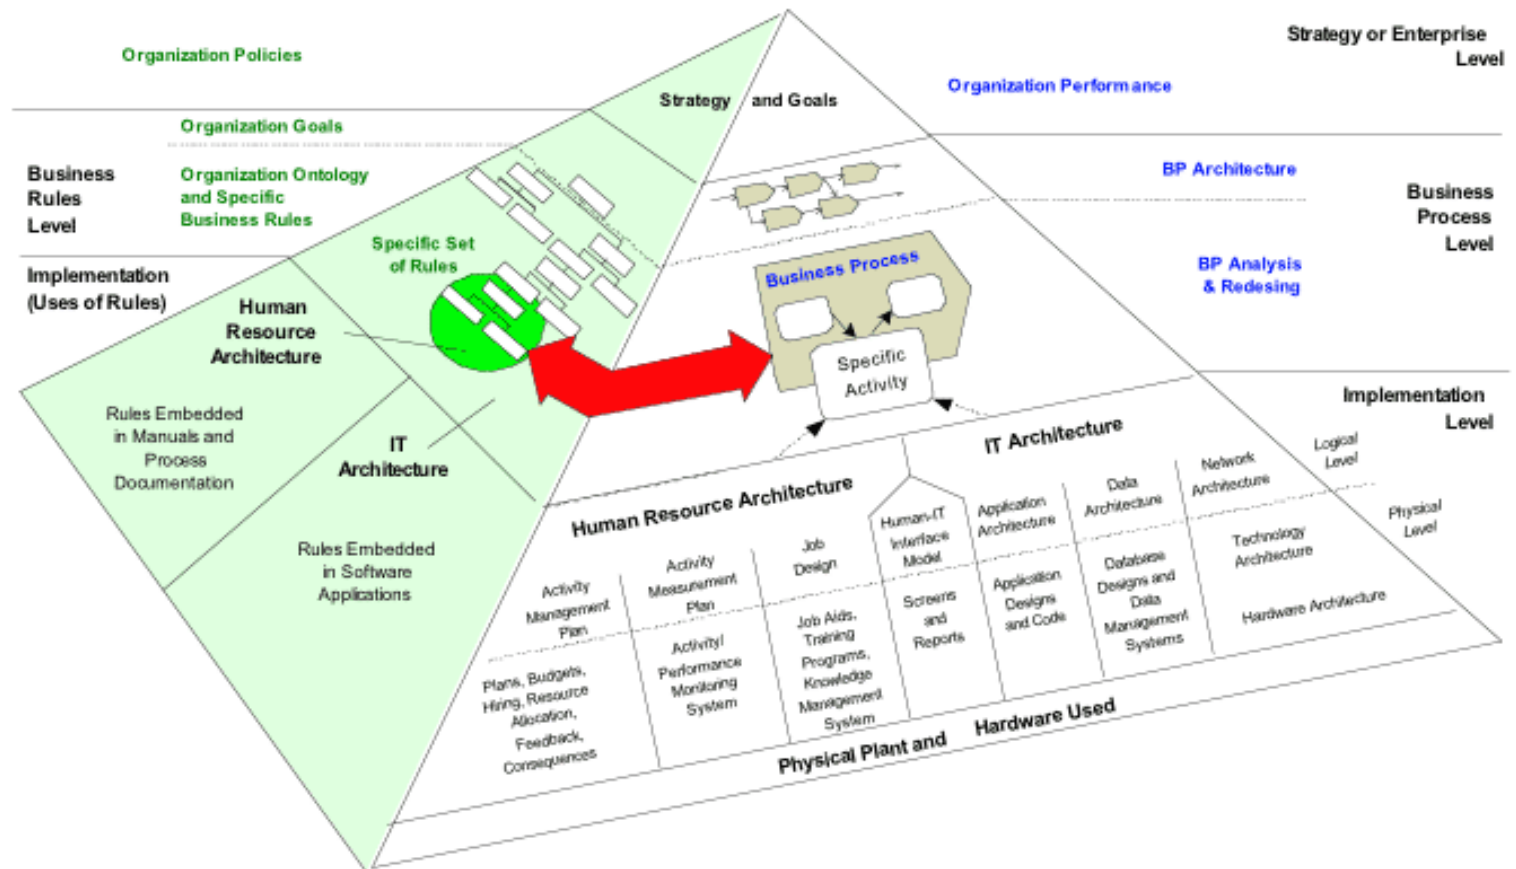 Organization Policies
Strategy or Enterprise
Level
Organization Performance
Strategy and Goals
Organization Goals
Business
Rules
Level
Organization Ontology
and Specific
Business Rules
BP Architecture
Business
Process
Level
BP Analysis
& Redesing
Specific Set
of Rules
Business Process
Specific
Activity
Implementation
(Uses of Rules)
Human
Resource
Architecture
Rules Embedded
in Manuals and
Process
Documentation
IT
Architecture
Rules Embedded
in Software
Applications
Implementation
Level
Logical
Level
Physical
Level
Human Resource Architecture
IT Architecture
Activity
Management
Plan
Activity
Measurement
Plan
Job
Design
Human-IT
Interface
Model
Application
Architecture
Data
Architecture
Network
Architecture
Technology
Architecture
Plans, Budgets,
Hiring, Resource
Allocation,
Feedback,
Consequences
Activity/
Performance
Monitoring
System
Job Aids,
Training
Programs,
Knowledge
Management
System
Screens
and
Reports
Application
Designs
and Code
Database
Designs and
Data
Management
Systems
Hardware Architecture
Physical Plant and Hardware Used